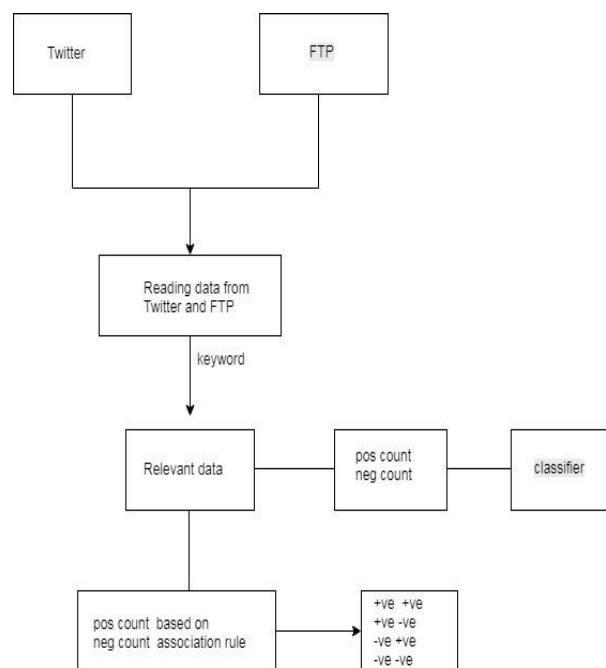 Twitter
FTP
Reading data from
Twitter and FTP
keyword
Relevant data
pos count
neg count
classifier
pos count based on
neg count association rule
+ve +ve
+ve -ve
-ve +ve
-ve -ve